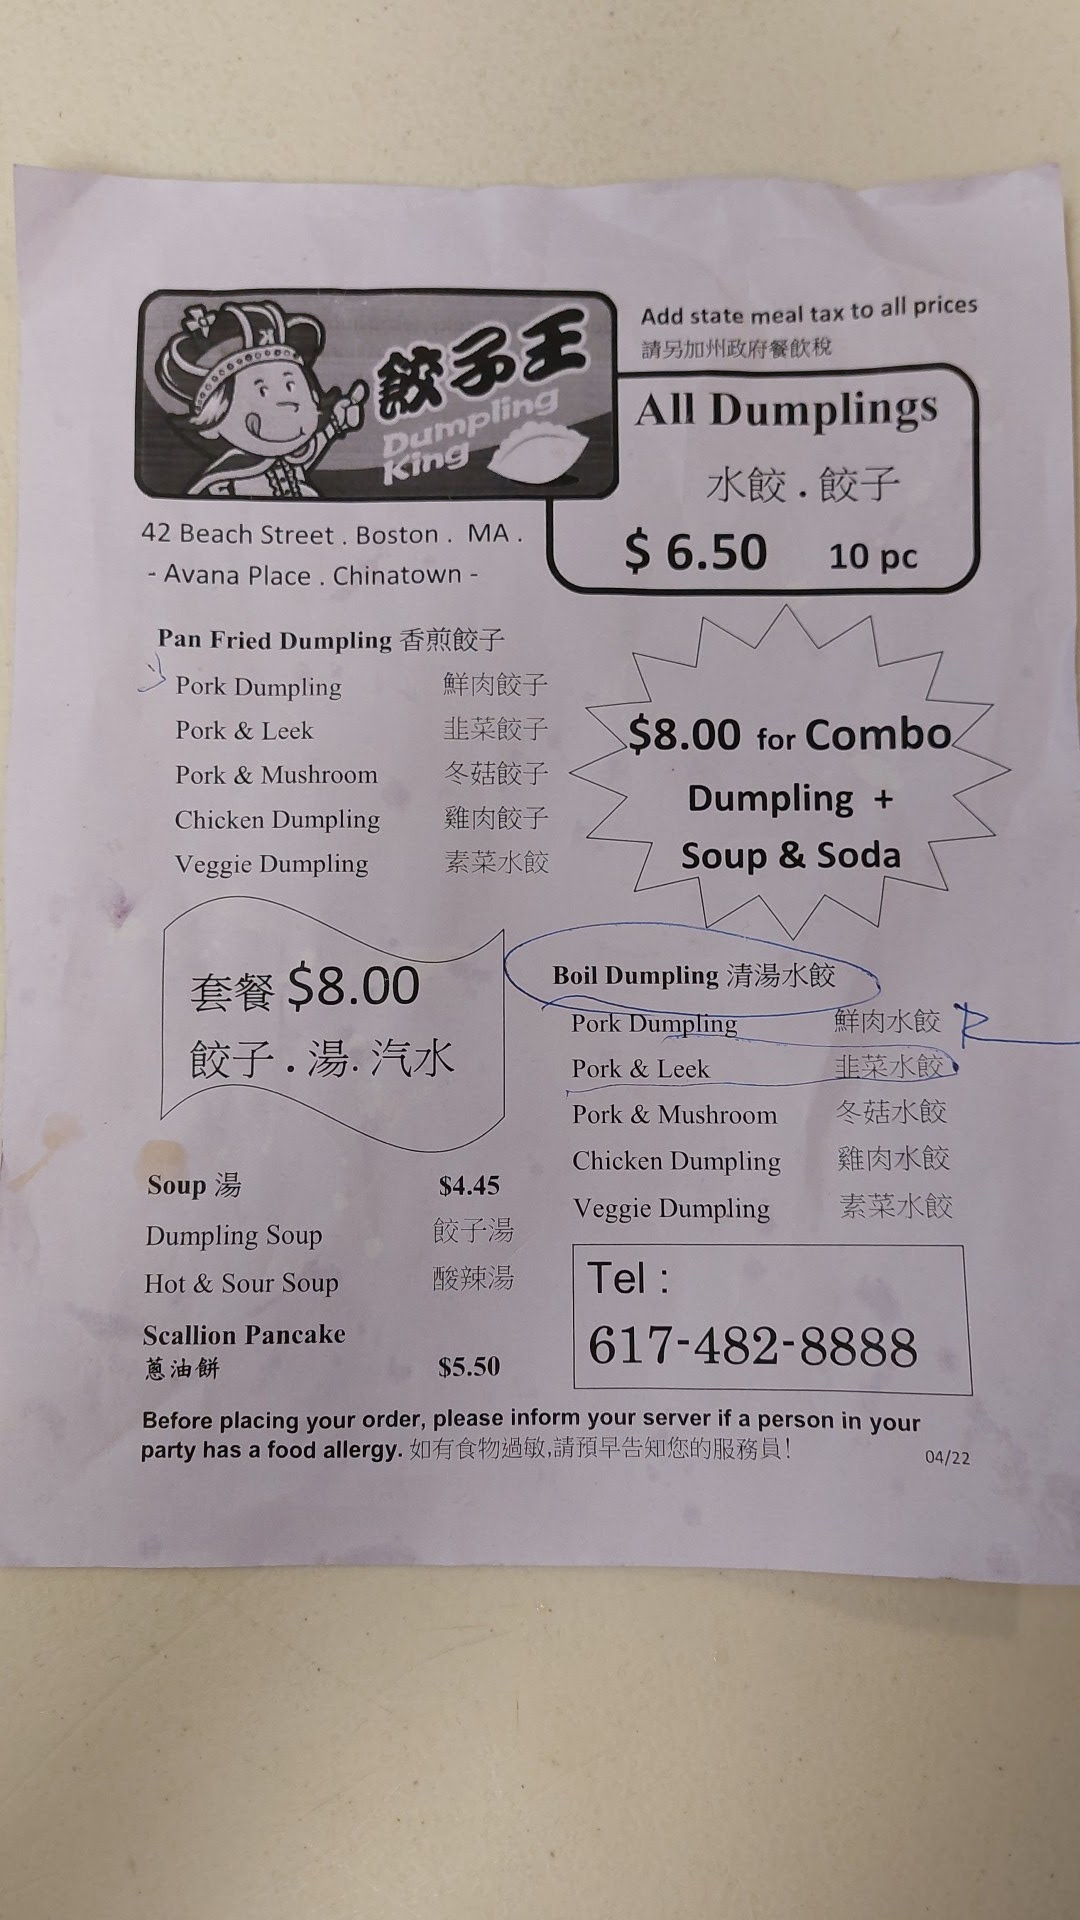 餃子王
Dumpling
King
Add state meal tax to all prices
請另加州政府餐飲稅
All Dumplings
水餃 . 餃子
$ 6.50 10 pc
42 Beach Street . Boston . MA .
- Avana Place . Chinatown -
Pan Fried Dumpling 香煎餃子
Pork Dumpling 鮮肉餃子
Pork & Leek 韭菜餃子
Pork & Mushroom 冬菇餃子
Chicken Dumpling 雞肉餃子
Veggie Dumpling 素菜水餃
$8.00 for Combo
Dumpling +
Soup & Soda
套餐 $8.00
餃子 . 湯. 汽水
Boil Dumpling 清湯水餃
Pork Dumpling 鮮肉水餃
Pork & Leek 韭菜水餃
Pork & Mushroom 冬菇水餃
Chicken Dumpling 雞肉水餃
Veggie Dumpling 素菜水餃
Soup 湯 $4.45
Dumpling Soup 餃子湯
Hot & Sour Soup 酸辣湯
Scallion Pancake
蔥油餅 $5.50
Tel :
617-482-8888
Before placing your order, please inform your server if a person in your
party has a food allergy. 如有食物過敏,請預早告知您的服務員!
04/22